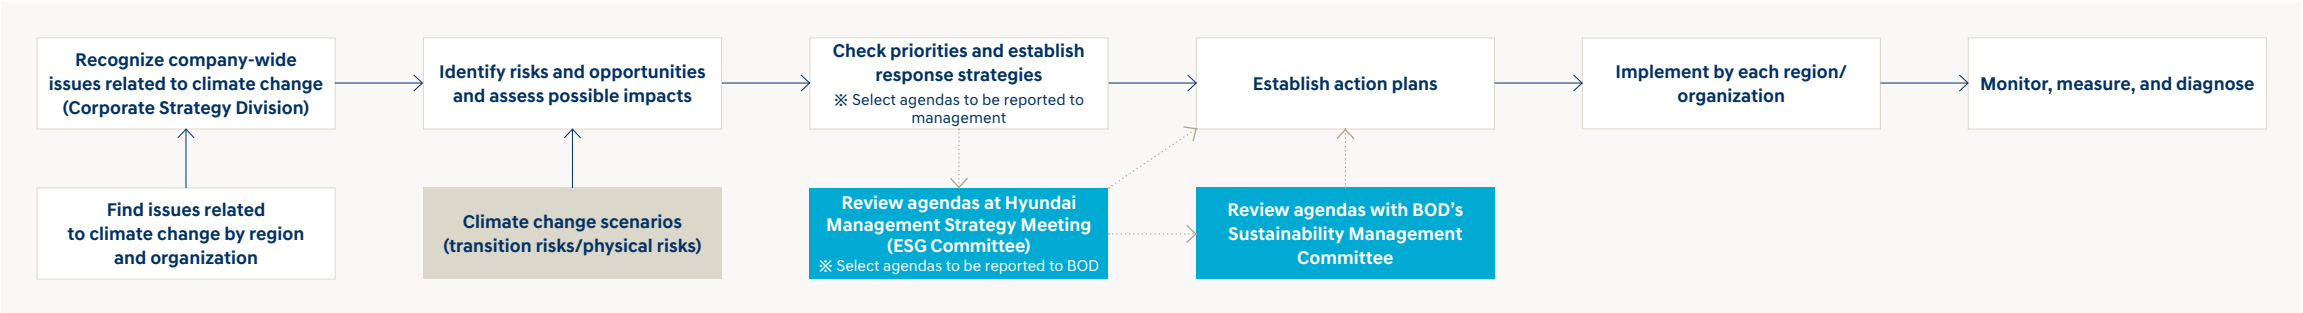 Recognize company-wide
issues related to climate change
(Corporate Strategy Division)
Identify risks and opportunities
and assess possible impacts
Check priorities and establish
response strategies
※ Select agendas to be reported to
management
Establish action plans
Implement by each region/
organization
Monitor, measure, and diagnose
Find issues related
to climate change by region
and organization
Climate change scenarios
(transition risks/physical risks)
Review agendas at Hyundai
Management Strategy Meeting
(ESG Committee)
※ Select agendas to be reported to BOD
Review agendas with BOD’s
Sustainability Management
Committee